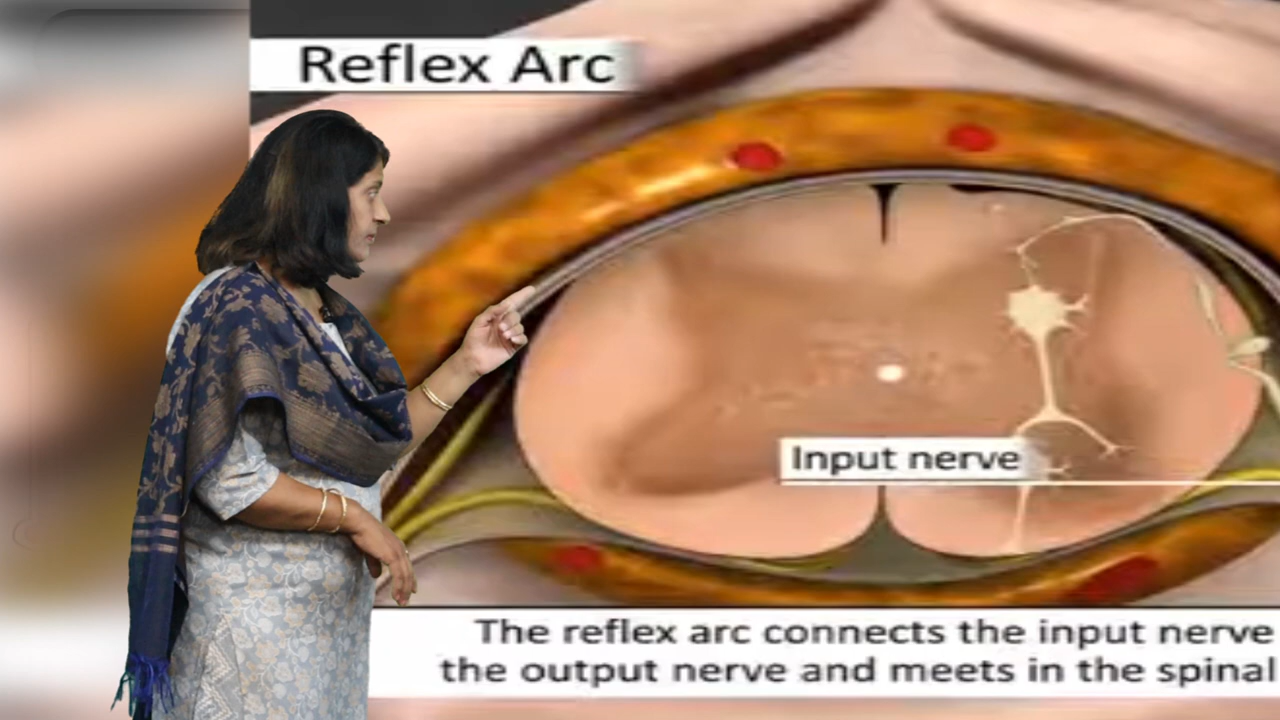 Reflex Arc
Input nerve
The reflex arc connects the input nerve
the output nerve and meets in the spinal